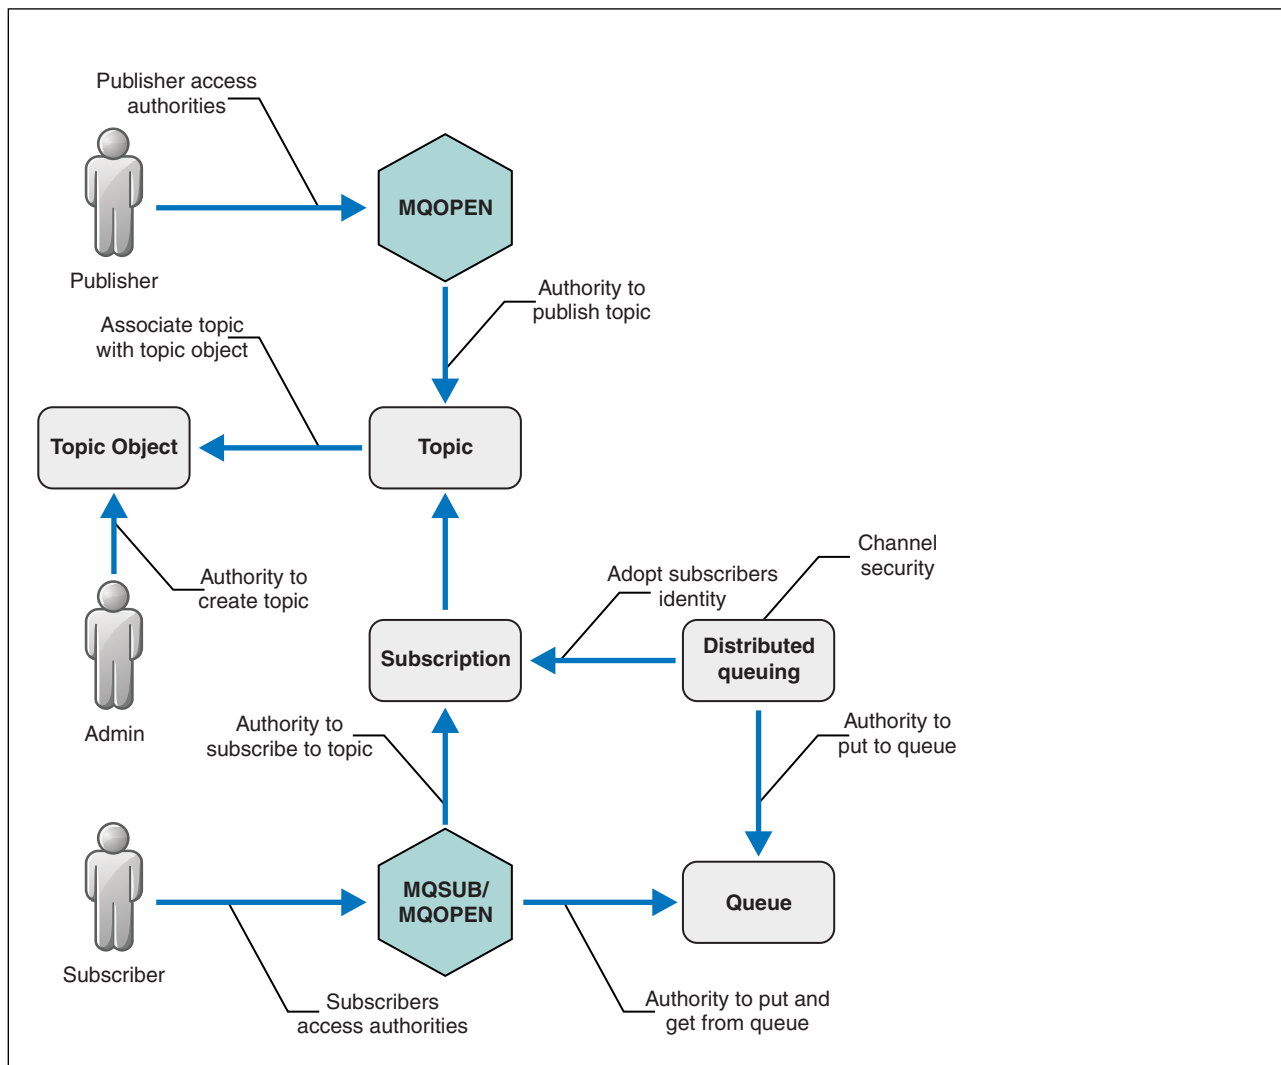 Publisher access
authorities
MQOPEN
Publisher
Authority to
publish topic
Associate topic
with topic object
Topic Object
Topic
Channel
security
Adopt subscribers
identity
Authority to
create topic
Subscription
Distributed
queuing
Admin
Authority to
subscribe to topic
Authority to
put to queue
MQSUB/
MQOPEN
Queue
Subscriber
Subscribers
access authorities
Authority to put and
get from queue